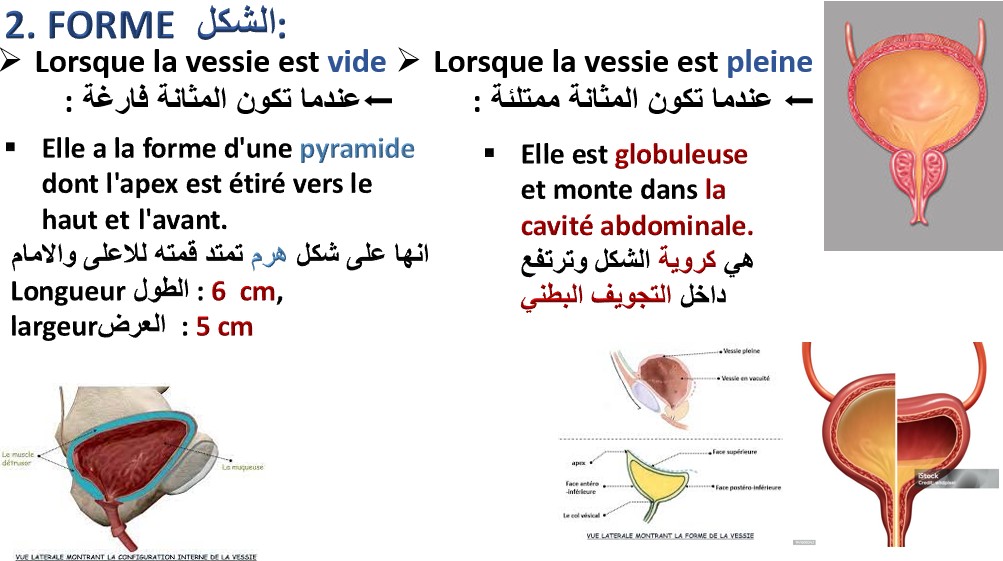 2. FORME الشكل:
➢ Lorsque la vessie est vide
عندما تكون المثانة فارغة :
▪ Elle a la forme d'une pyramide
dont l'apex est étiré vers le
haut et l'avant.
انها على شكل هرم تمتد قمته للاعلى والامام
Longueur الطول : 6 cm,
largeur العرض : 5 cm
➢ Lorsque la vessie est pleine
عندما تكون المثانة ممتلئة :
▪ Elle est globuleuse
et monte dans la
cavité abdominale.
هي كروية الشكل وترتفع
داخل التجويف البطني
Le muscle
détrusor
La muqueuse
VUE LATERALE MONTRANT LA CONFIGURATION INTERNE DE LA VESSIE
Vessie pleine
Vessie en vacuité
apex
Face supérieure
Face antéro
-inférieure
Face postéro-inférieure
Le col vésical
VUE LATERALE MONTRANT LA FORME DE LA VESSIE
iStock